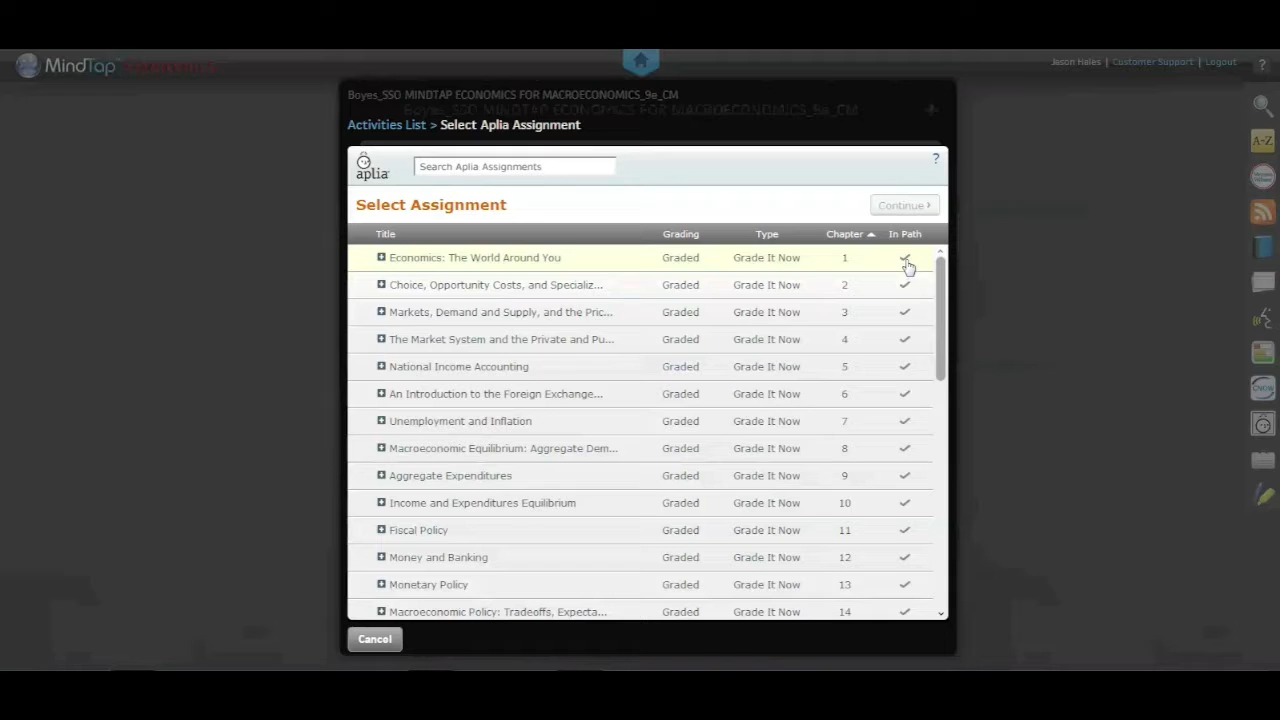 MindTap
Jason Hales | Customer Support | Logout ?
Boyes_SSO MINDTAP ECONOMICS FOR MACROECONOMICS_9e_CM
Boyes_SSO MINDTAP ECONOMICS FOR MACROECONOMICS_9e_CM
Activities List > Select Aplia Assignment
aplia Search Aplia Assignments ?
Select Assignment Continue ›
Title Grading Type Chapter In Path
Economics: The World Around You Graded Grade It Now 1
Choice, Opportunity Costs, and Specializ... Graded Grade It Now 2
Markets, Demand and Supply, and the Pric... Graded Grade It Now 3
The Market System and the Private and Pu... Graded Grade It Now 4
National Income Accounting Graded Grade It Now 5
An Introduction to the Foreign Exchange... Graded Grade It Now 6
Unemployment and Inflation Graded Grade It Now 7
Macroeconomic Equilibrium: Aggregate Dem... Graded Grade It Now 8
Aggregate Expenditures Graded Grade It Now 9
Income and Expenditures Equilibrium Graded Grade It Now 10
Fiscal Policy Graded Grade It Now 11
Money and Banking Graded Grade It Now 12
Monetary Policy Graded Grade It Now 13
Macroeconomic Policy: Tradeoffs, Expecta... Graded Grade It Now 14
Cancel
A-Z